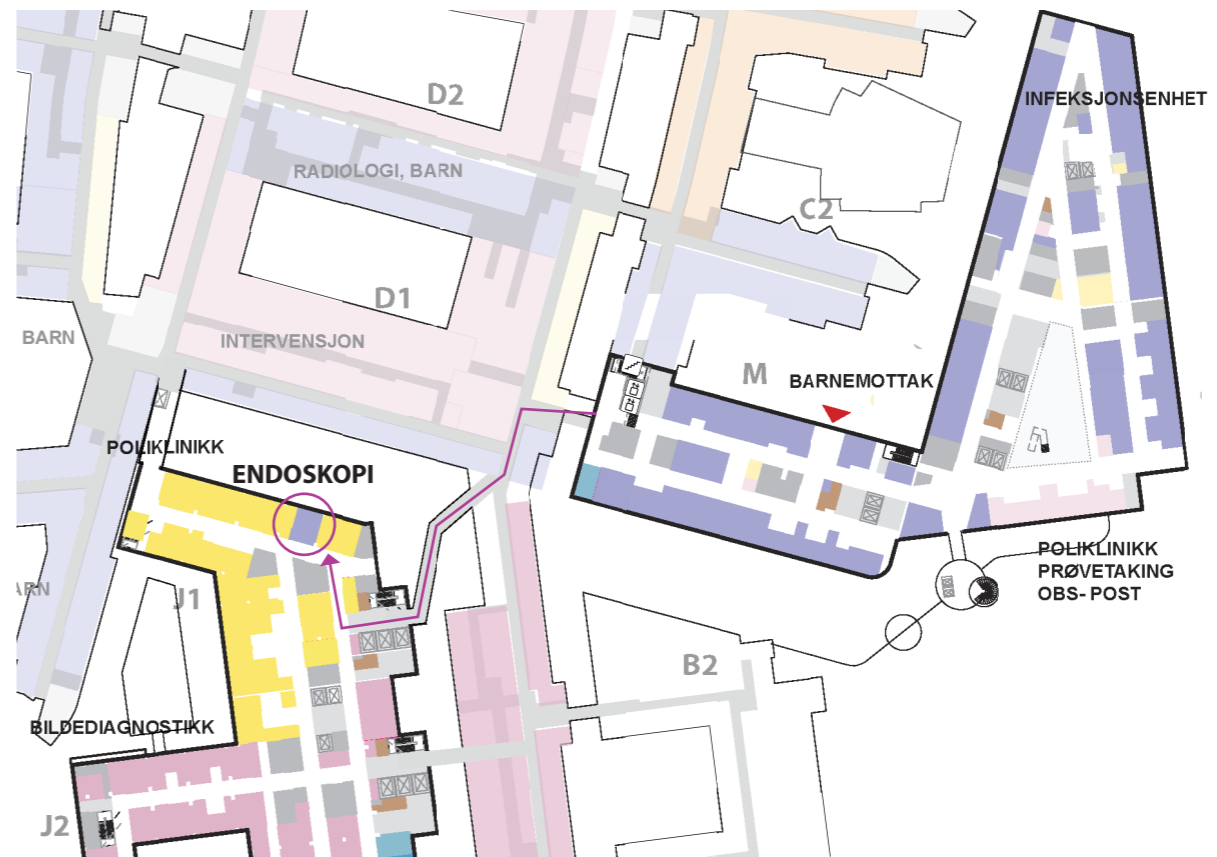 D2
INFEKSJONSENHET
RADIOLOGI, BARN
C2
D1
BARN
INTERVENSJON
M
BARNEMOTTAK
POLIKLINIKK
ENDOSKOPI
POLIKLINIKK
PRØVETAKING
OBS- POST
ARN
J1
B2
BILDEDIAGNOSTIKK
J2